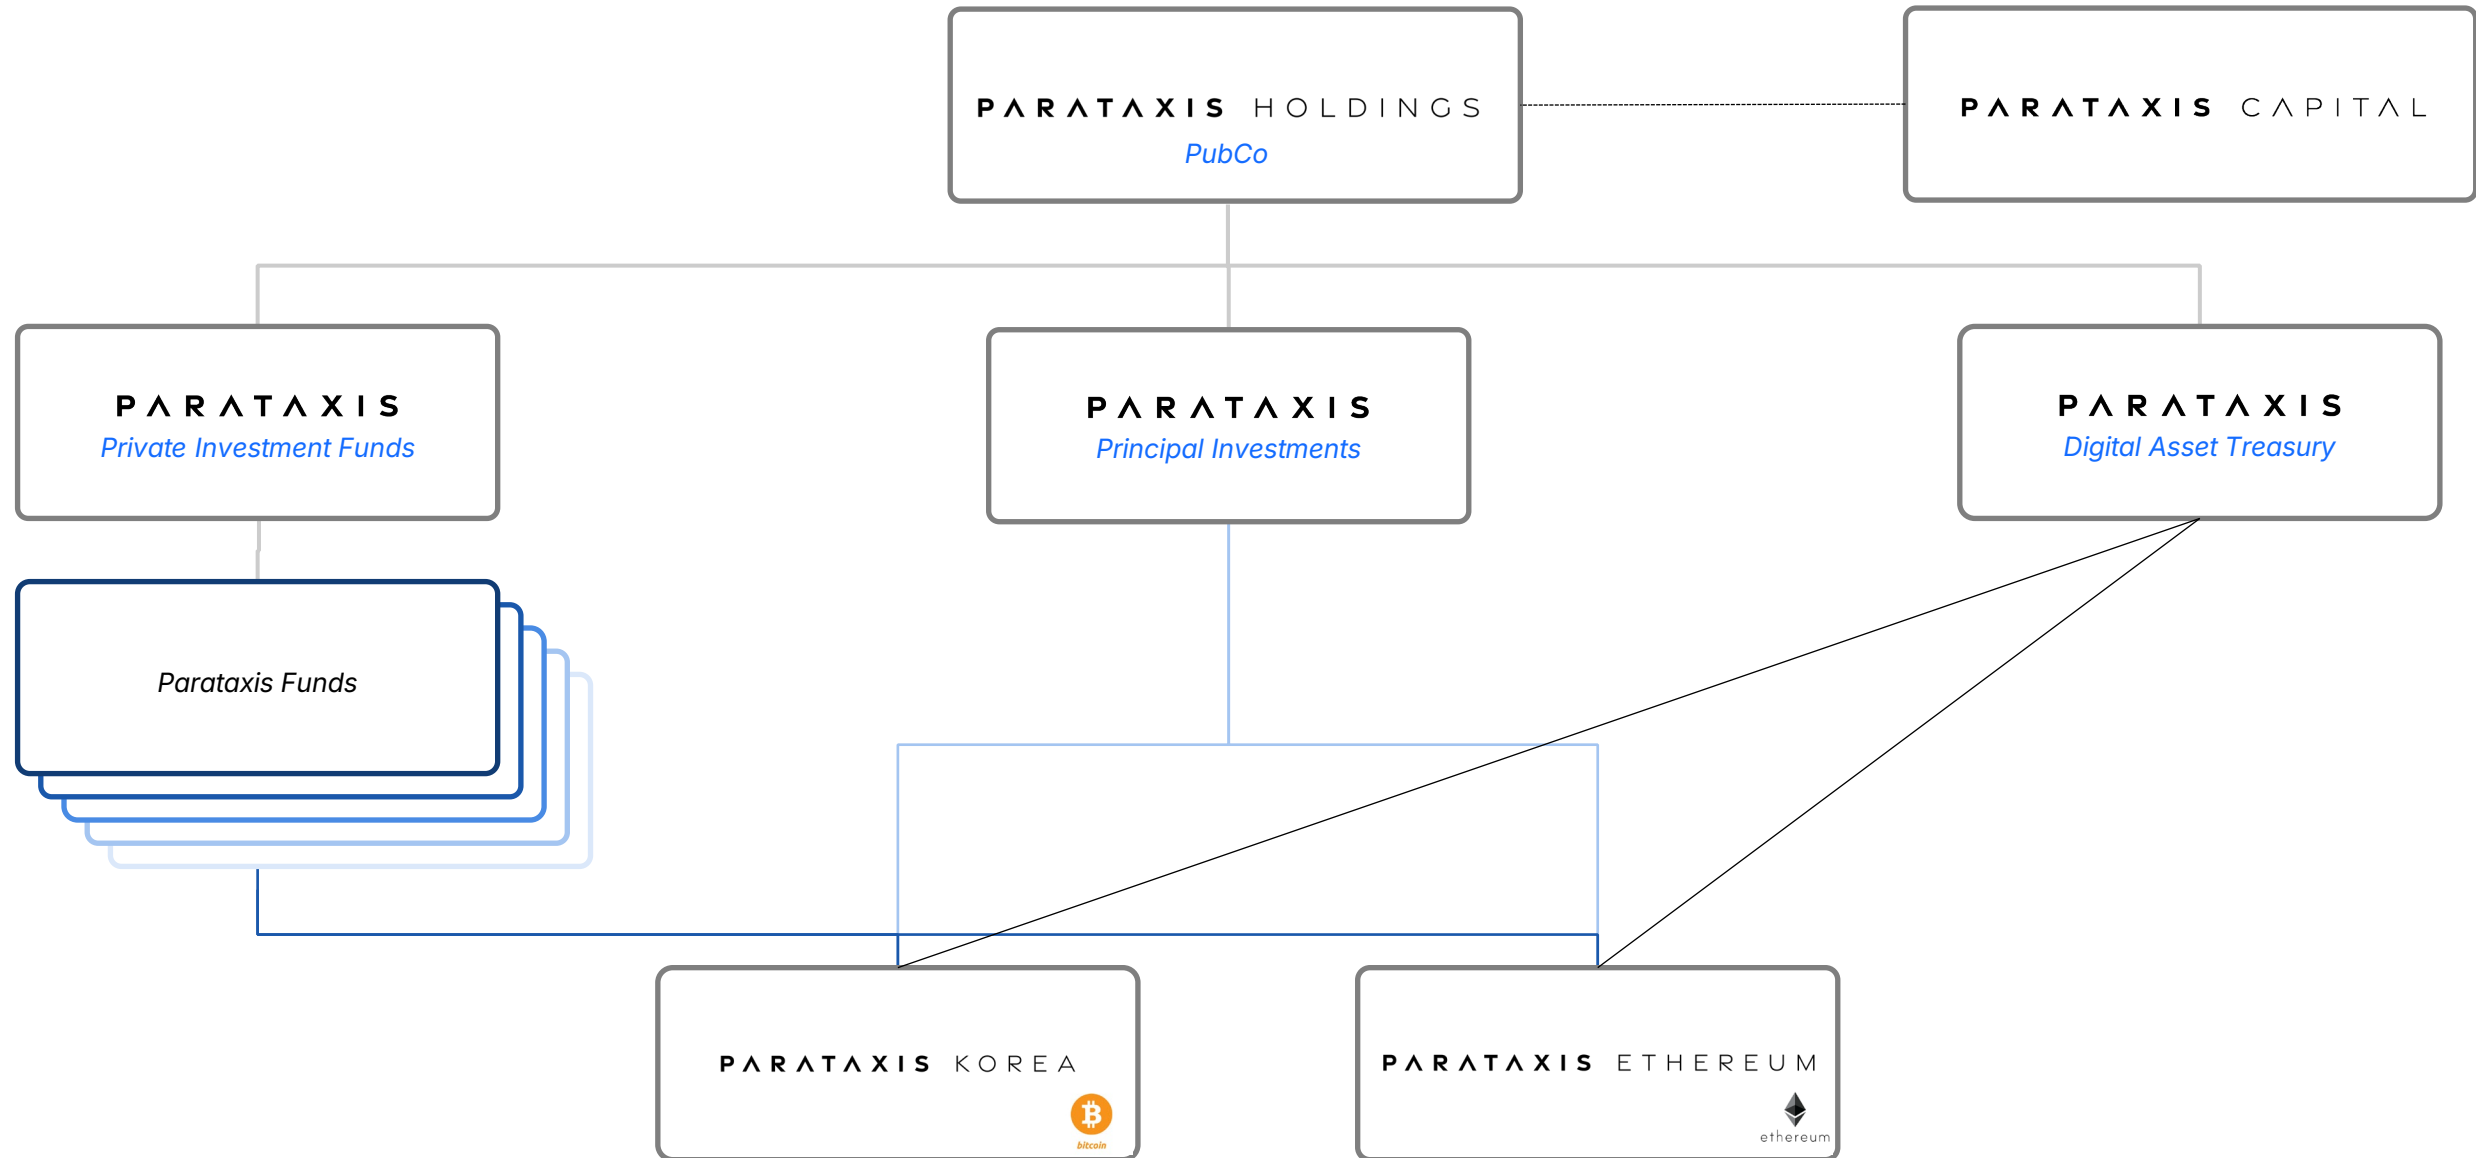 PARATAXIS HOLDINGS
PubCo
PARATAXIS CAPITAL
PARATAXIS
Private Investment Funds
PARATAXIS
Principal Investments
PARATAXIS
Digital Asset Treasury
Parataxis Funds
PARATAXIS KOREA
bitcoin
PARATAXIS ETHEREUM
ethereum